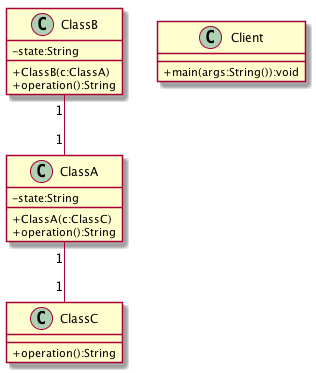 C ClassB
-state:String
+ClassB(c:ClassA)
+operation():String
C Client
+main(args:String()):void
1
1
C ClassA
-state:String
+ClassA(c:ClassC)
+operation():String
1
1
C ClassC
+operation():String